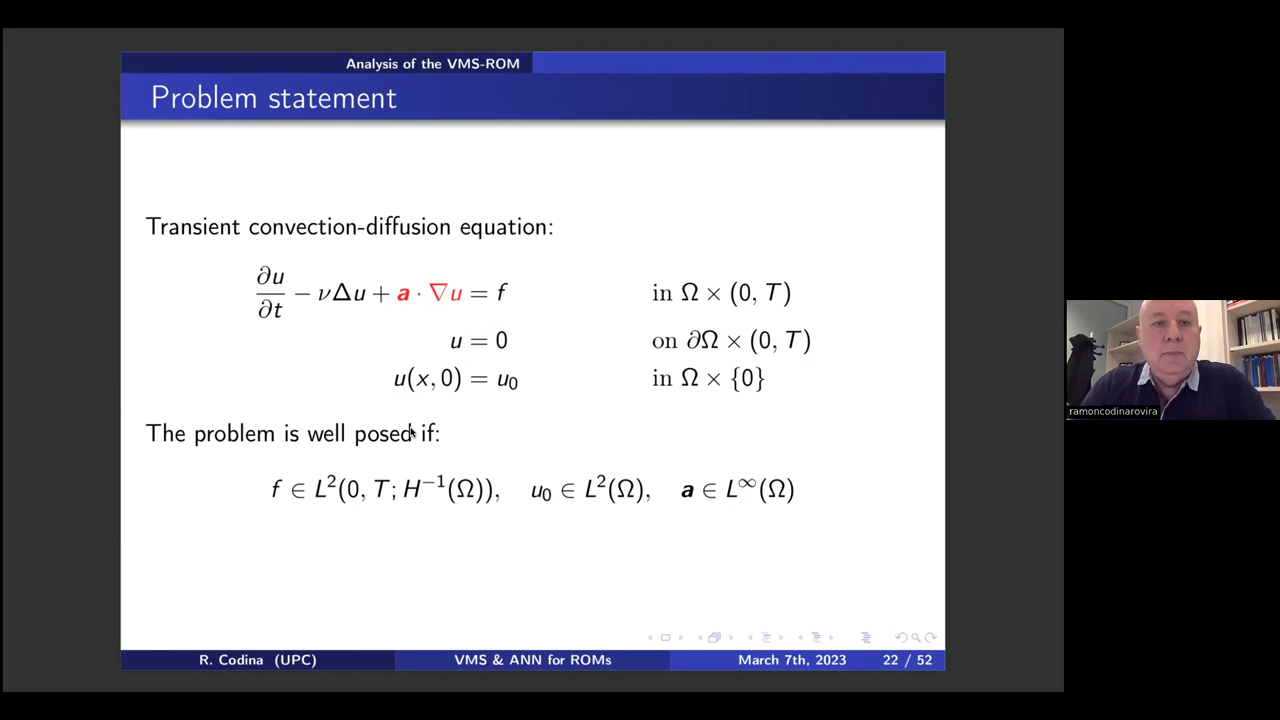 Analysis of the VMS-ROM
Problem statement
Transient convection-diffusion equation:
∂u/∂t − νΔu + a · ∇u = f in Ω × (0, T)
u = 0 on ∂Ω × (0, T)
u(x, 0) = u₀ in Ω × {0}
The problem is well posed if:
f ∈ L²(0, T; H⁻¹(Ω)), u₀ ∈ L²(Ω), a ∈ L^∞(Ω)
R. Codina (UPC) VMS & ANN for ROMs March 7th, 2023 22 / 52
ramoncodinarovira